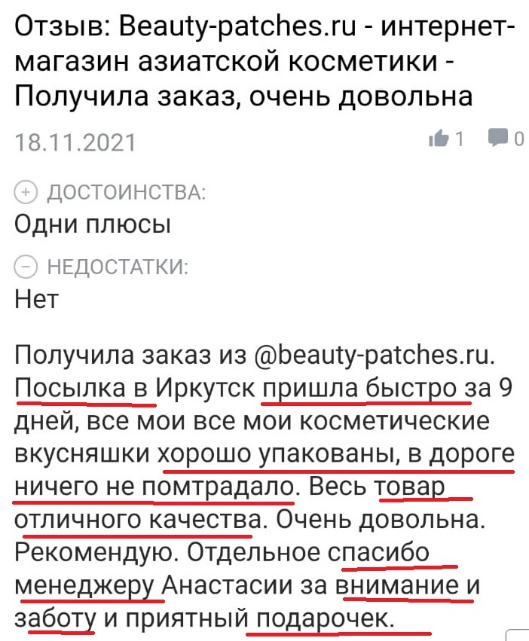 Отзыв: Beauty-patches.ru - интернет-
магазин азиатской косметики -
Получила заказ, очень довольна
18.11.2021 1 0
ДОСТОИНСТВА:
Одни плюсы
НЕДОСТАТКИ:
Нет
Получила заказ из @beauty-patches.ru.
Посылка в Иркутск пришла быстро за 9
дней, все мои все мои косметические
вкусняшки хорошо упакованы, в дороге
ничего не помтрадало. Весь товар
отличного качества. Очень довольна.
Рекомендую. Отдельное спасибо
менеджеру Анастасии за внимание и
заботу и приятный подарочек.